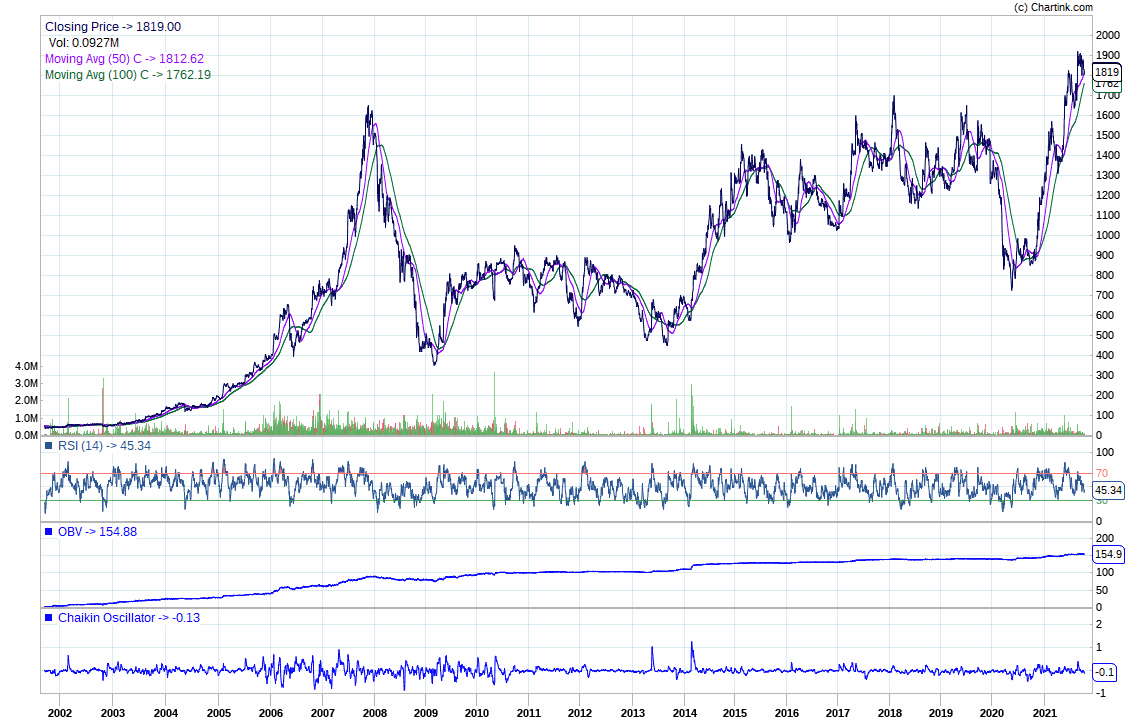 (c) Chartink.com
Closing Price -> 1819.00
Vol: 0.0927M
Moving Avg (50) C -> 1812.62
Moving Avg (100) C -> 1762.19
2000
1900
1819
1762
1700
1600
1500
1400
1300
1200
1100
1000
900
800
700
600
500
400
300
200
100
0
4.0M
3.0M
2.0M
1.0M
0.0M
RSI (14) -> 45.34
100
70
45.34
30
0
OBV -> 154.88
200
154.9
100
50
0
Chaikin Oscillator -> -0.13
2
1
-0.1
-1
2002 2003 2004 2005 2006 2007 2008 2009 2010 2011 2012 2013 2014 2015 2016 2017 2018 2019 2020 2021